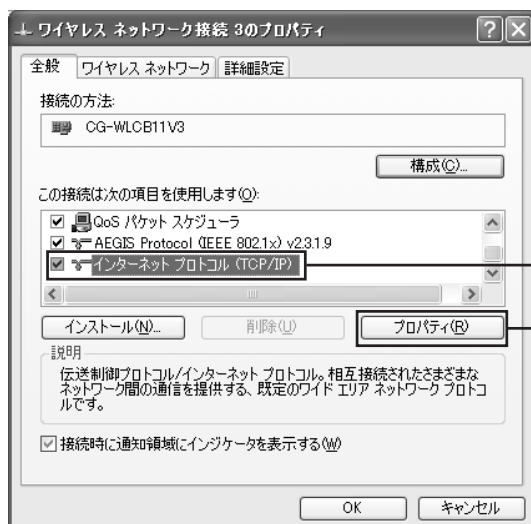 ワイヤレス ネットワーク接続 3のプロパティ
全般 ワイヤレス ネットワーク 詳細設定
接続の方法:
CG-WLCB11V3
構成(C)...
この接続は次の項目を使用します(O):
QoS パケット スケジューラ
AEGIS Protocol (IEEE 802.1x) v2.3.1.9
インターネット プロトコル (TCP/IP)
インストール(N)... 削除(U) プロパティ(R)
説明
伝送制御プロトコル/インターネット プロトコル。相互接続されたさまざまな
ネットワーク間の通信を提供する、既定のワイド エリア ネットワーク プロトコ
ルです。
接続時に通知領域にインジケータを表示する(W)
OK キャンセル